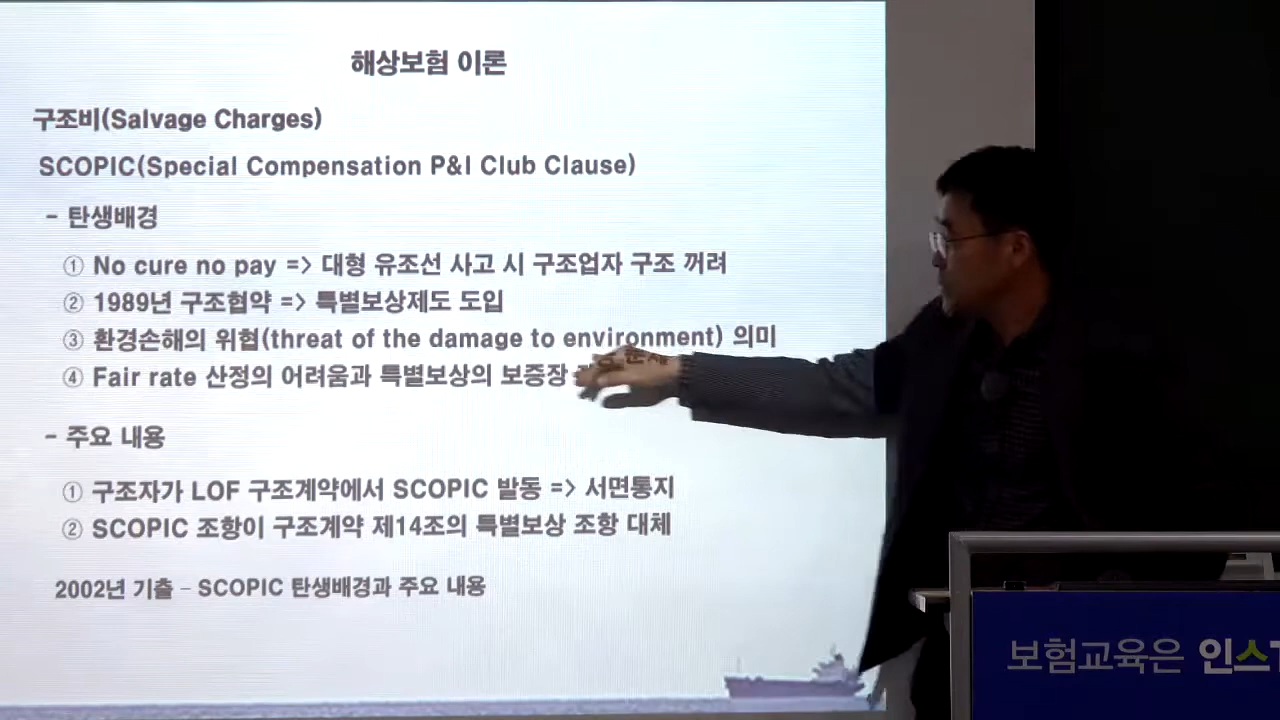 해상보험 이론
구조비(Salvage Charges)
SCOPIC(Special Compensation P&I Club Clause)
- 탄생배경
① No cure no pay => 대형 유조선 사고 시 구조업자 구조 꺼려
② 1989년 구조협약 => 특별보상제도 도입
③ 환경손해의 위협(threat of the damage to environment) 의미
④ Fair rate 산정의 어려움과 특별보상의 보증장
- 주요 내용
① 구조자가 LOF 구조계약에서 SCOPIC 발동 => 서면통지
② SCOPIC 조항이 구조계약 제14조의 특별보상 조항 대체
2002년 기출 - SCOPIC 탄생배경과 주요 내용
보험교육은 인스